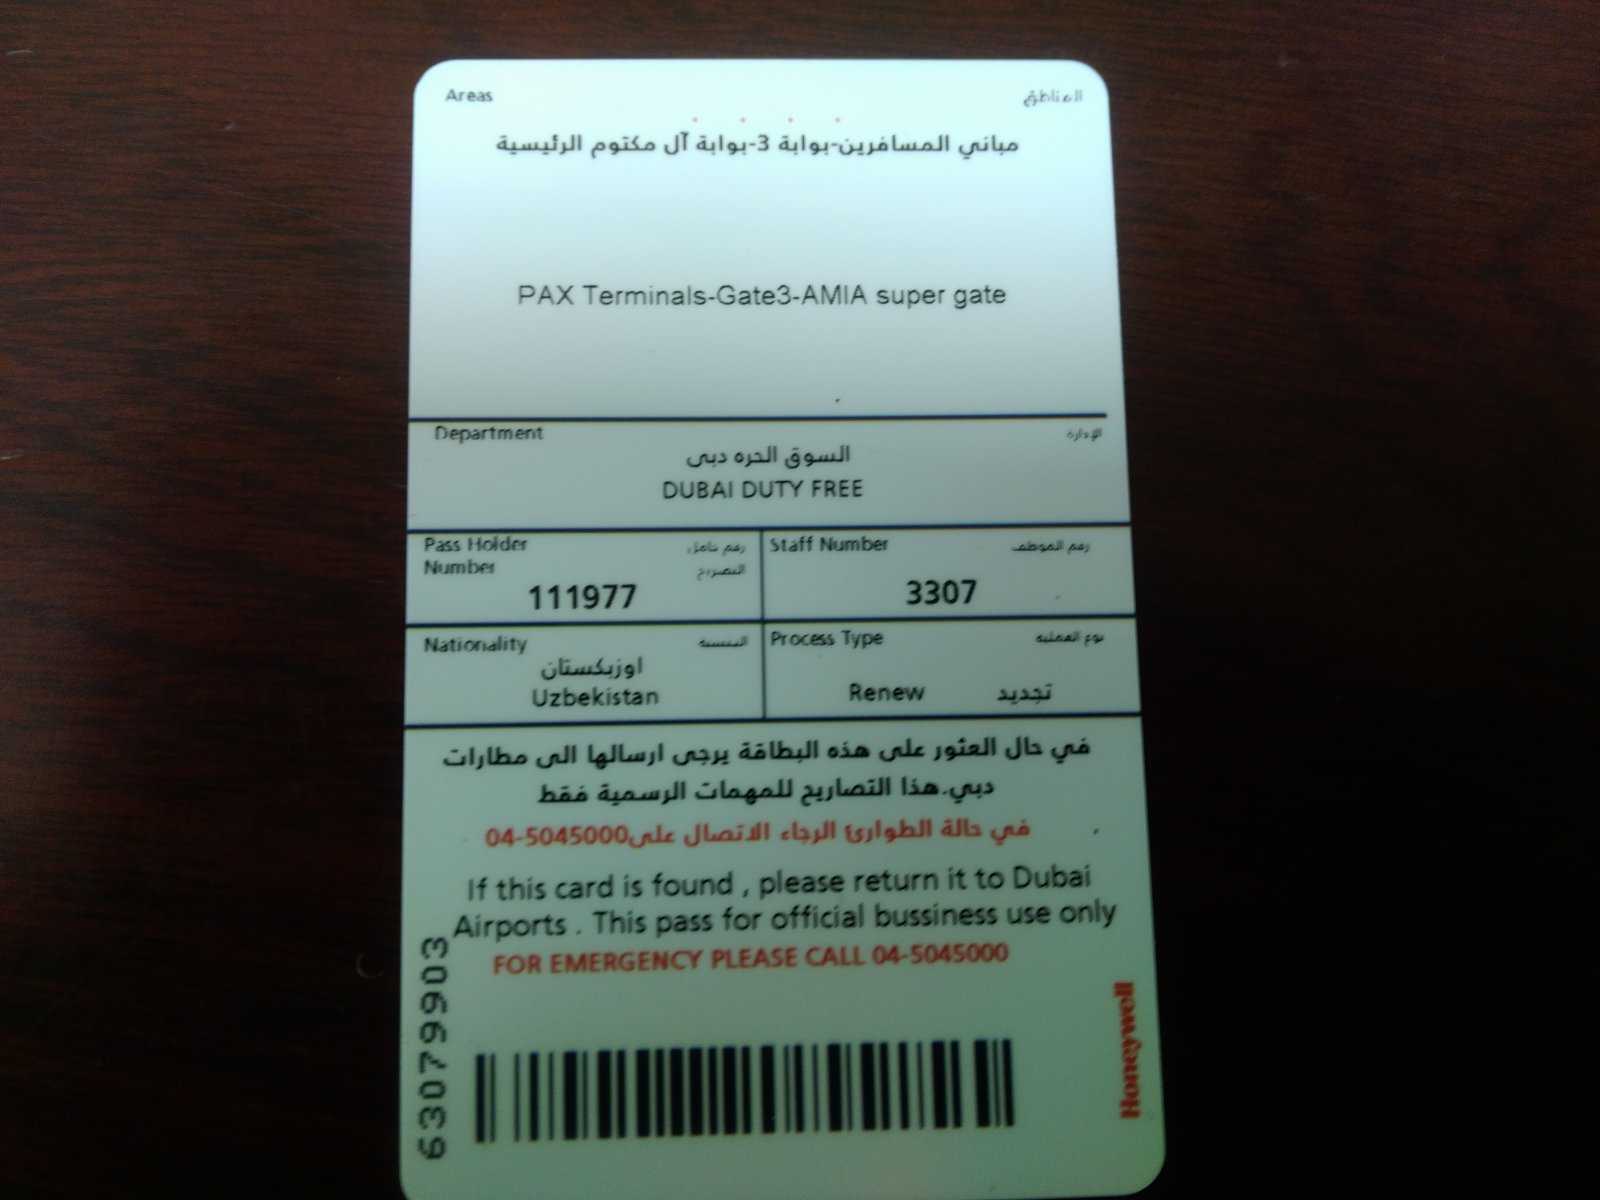 Areas المناطق
مباني المسافرين-بوابة 3-بوابة آل مكتوم الرئيسية
PAX Terminals-Gate3-AMIA super gate
Department الإدارة
السوق الحره دبى
DUBAI DUTY FREE
Pass Holder رقم حامل
Number التصريح
111977
Staff Number رقم الموظف
3307
Nationality الجنسية
اوزبكستان
Uzbekistan
Process Type نوع العملية
Renew تجديد
في حال العثور على هذه البطاقة يرجى ارسالها الى مطارات
دبي.هذا التصاريح للمهمات الرسمية فقط
في حالة الطوارئ الرجاء الاتصال على04-5045000
If this card is found , please return it to Dubai
Airports . This pass for official bussiness use only
FOR EMERGENCY PLEASE CALL 04-5045000
63079903
Honeywell